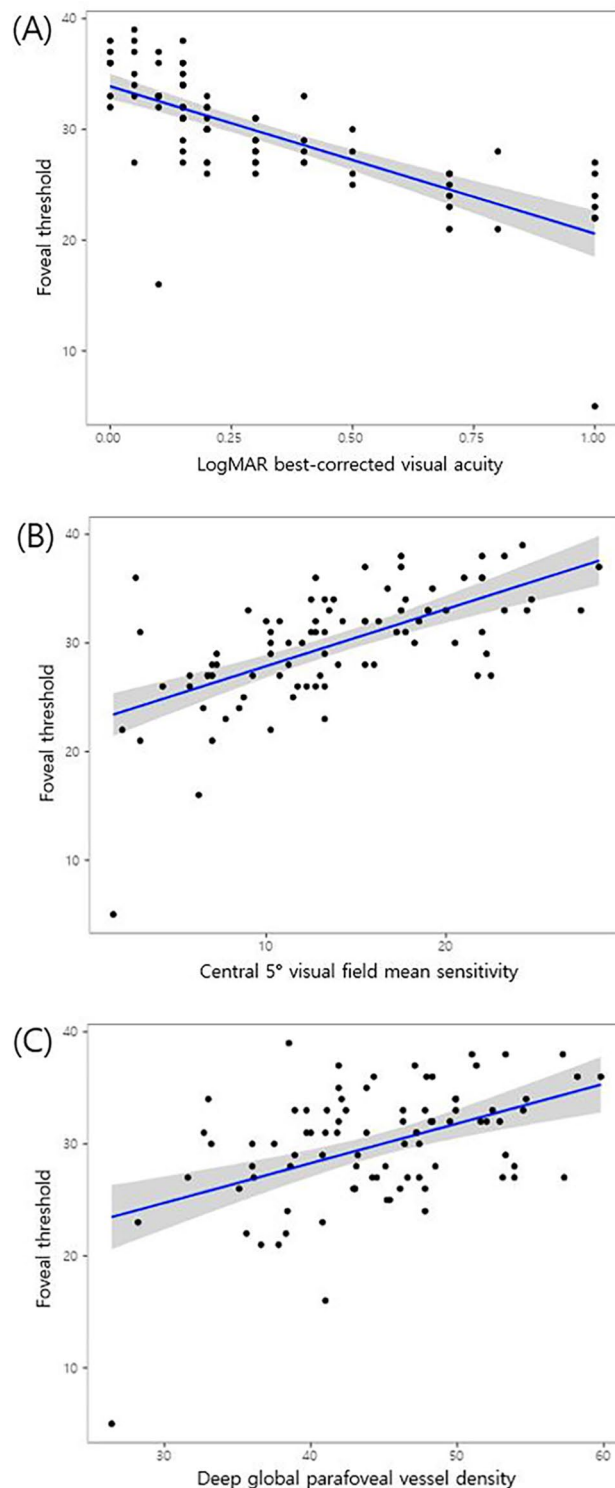 (A)
40
30
20
10
Foveal threshold
0.00 0.25 0.50 0.75 1.00
LogMAR best-corrected visual acuity
(B)
40
30
20
10
Foveal threshold
10 20
Central 5° visual field mean sensitivity
(C)
40
30
20
10
Foveal threshold
30 40 50 60
Deep global parafoveal vessel density